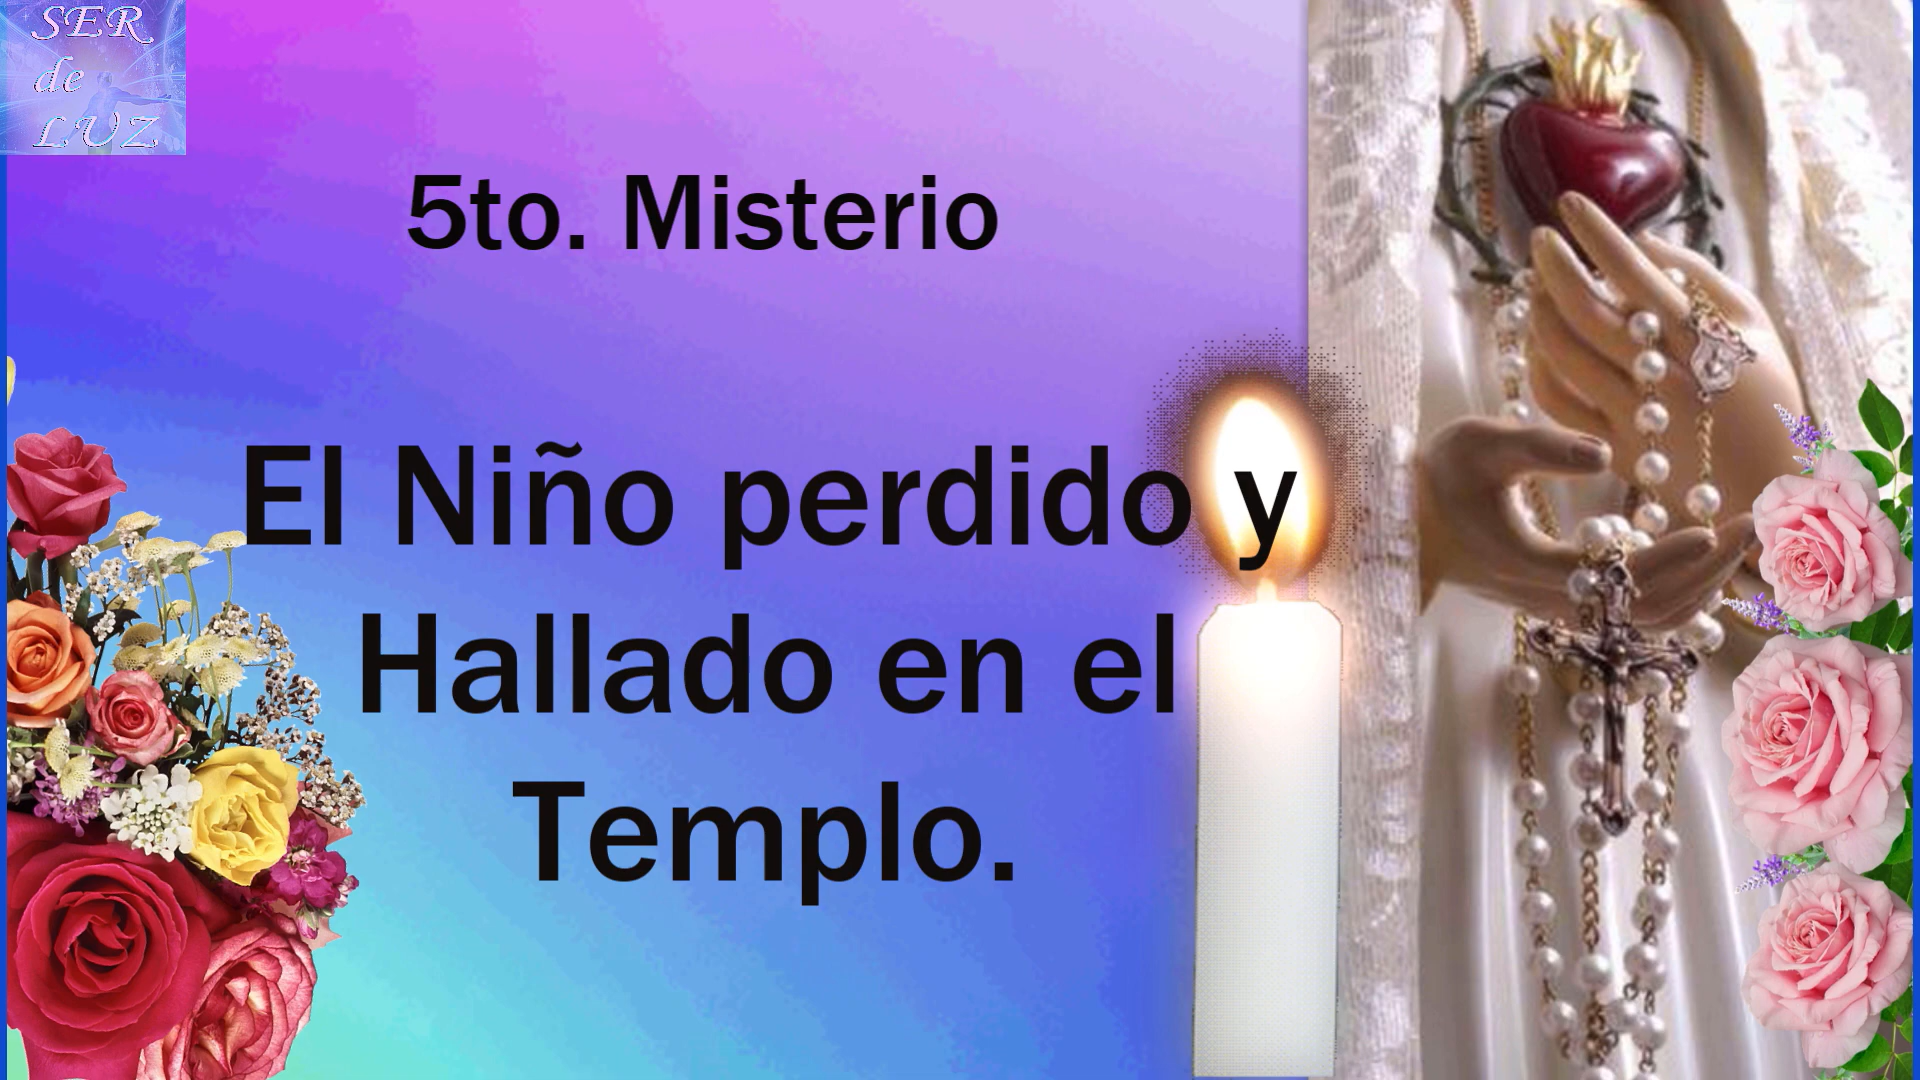 SER
de
LUZ
5to. Misterio
El Niño perdido y
Hallado en el
Templo.